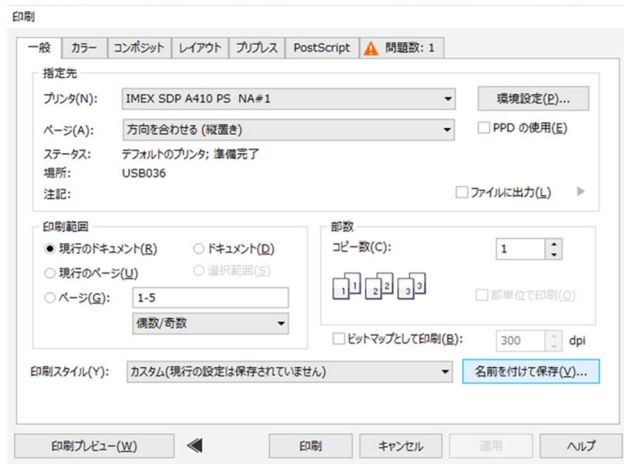 印刷
一般 カラー コンポジット レイアウト プリプレス PostScript 問題数: 1
指定先
プリンタ(N): IMEX SDP A410 PS NA#1 環境設定(P)...
ページ(A): 方向を合わせる (縦置き) PPD の使用(E)
ステータス: デフォルトのプリンタ; 準備完了
場所: USB036
注記: ファイルに出力(L)
印刷範囲 部数
現行のドキュメント(R) ドキュメント(D) コピー数(C): 1
現行のページ(U) 選択範囲(S)
1 1 2 2 3 3 部単位で印刷(O)
ページ(G): 1-5
偶数/奇数
ビットマップとして印刷(B): 300 dpi
印刷スタイル(Y): カスタム(現行の設定は保存されていません) 名前を付けて保存(V)...
印刷プレビュー(W) 印刷 キャンセル 適用 ヘルプ